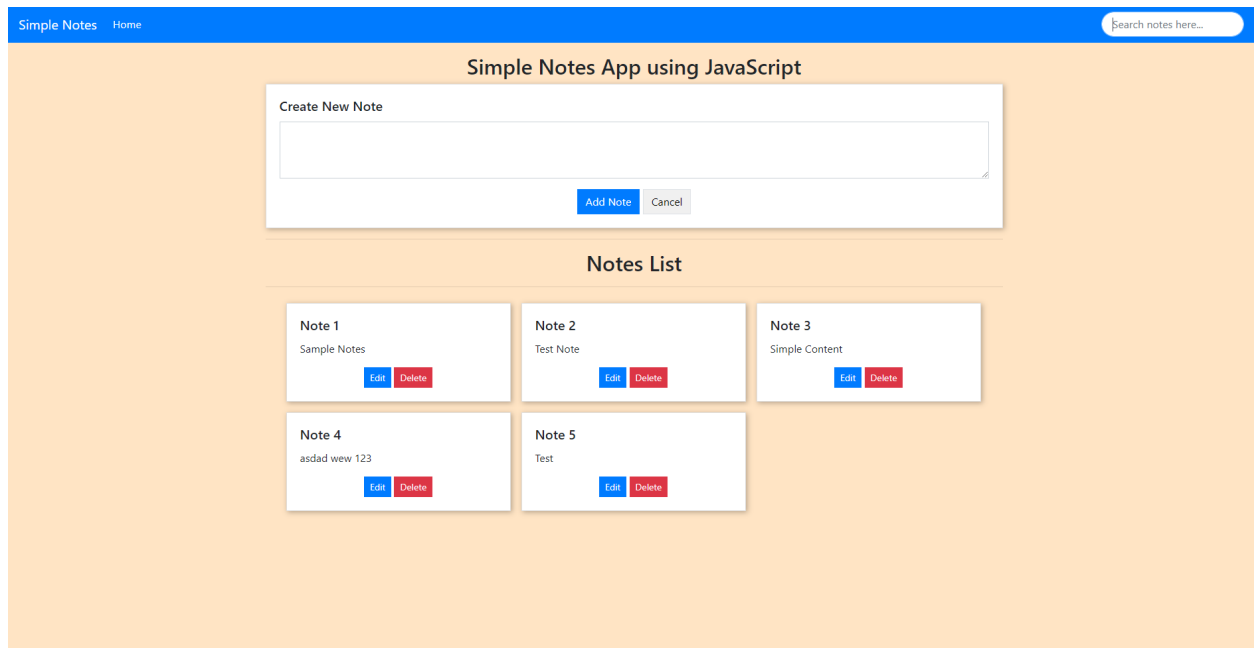 Simple Notes Home Search notes here...
Simple Notes App using JavaScript
Create New Note
Add Note Cancel
Notes List
Note 1
Sample Notes
Edit Delete
Note 2
Test Note
Edit Delete
Note 3
Simple Content
Edit Delete
Note 4
asdad wew 123
Edit Delete
Note 5
Test
Edit Delete